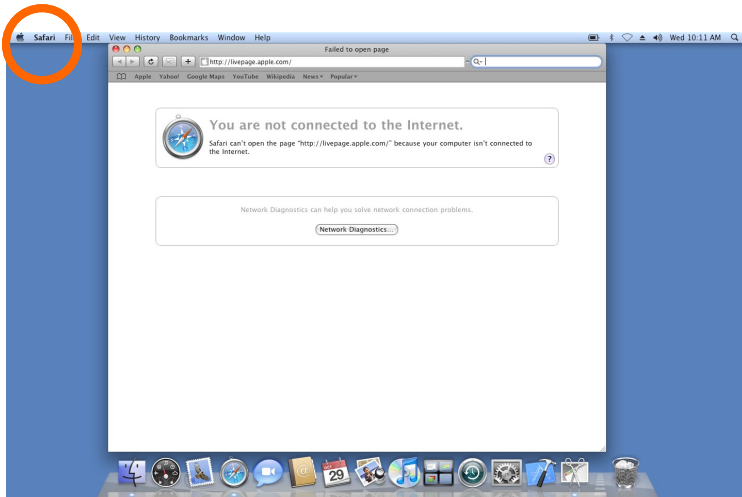 Safari File Edit View History Bookmarks Window Help Wed 10:11 AM
Failed to open page
http://livepage.apple.com/
Apple Yahoo! Google Maps YouTube Wikipedia News Popular
You are not connected to the Internet.
Safari can't open the page "http://livepage.apple.com/" because your computer isn't connected to
the Internet.
?
Network Diagnostics can help you solve network connection problems.
Network Diagnostics...
29